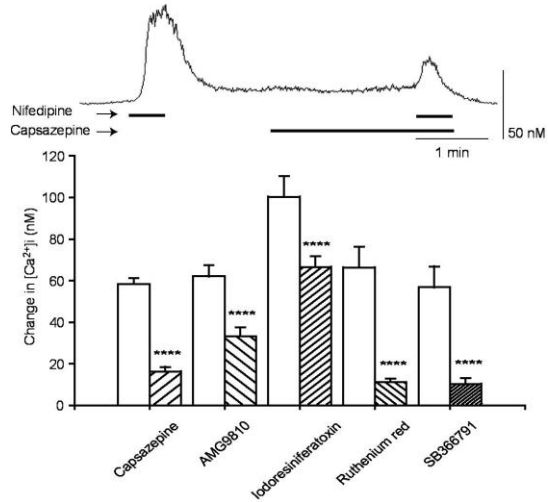 Nifedipine →
Capsazepine →
50 nM
1 min
Change in [Ca²⁺]i (nM)
120
100
80
60
40
20
0
****
****
****
****
****
Capsazepine
AMG9810
Iodoresiniferatoxin
Ruthenium red
SB366791